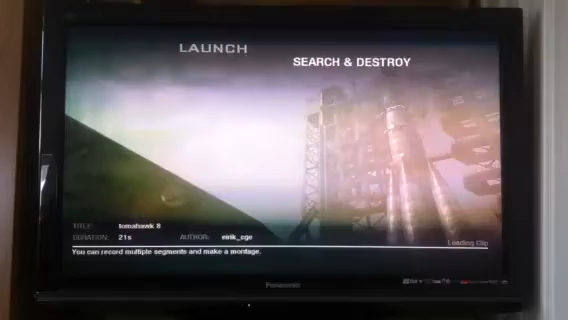 LAUNCH
SEARCH & DESTROY
TITLE: tomahawk 8
DURATION: 21s AUTHOR: eirik_ege
Loading Clip
You can record multiple segments and make a montage.
Panasonic